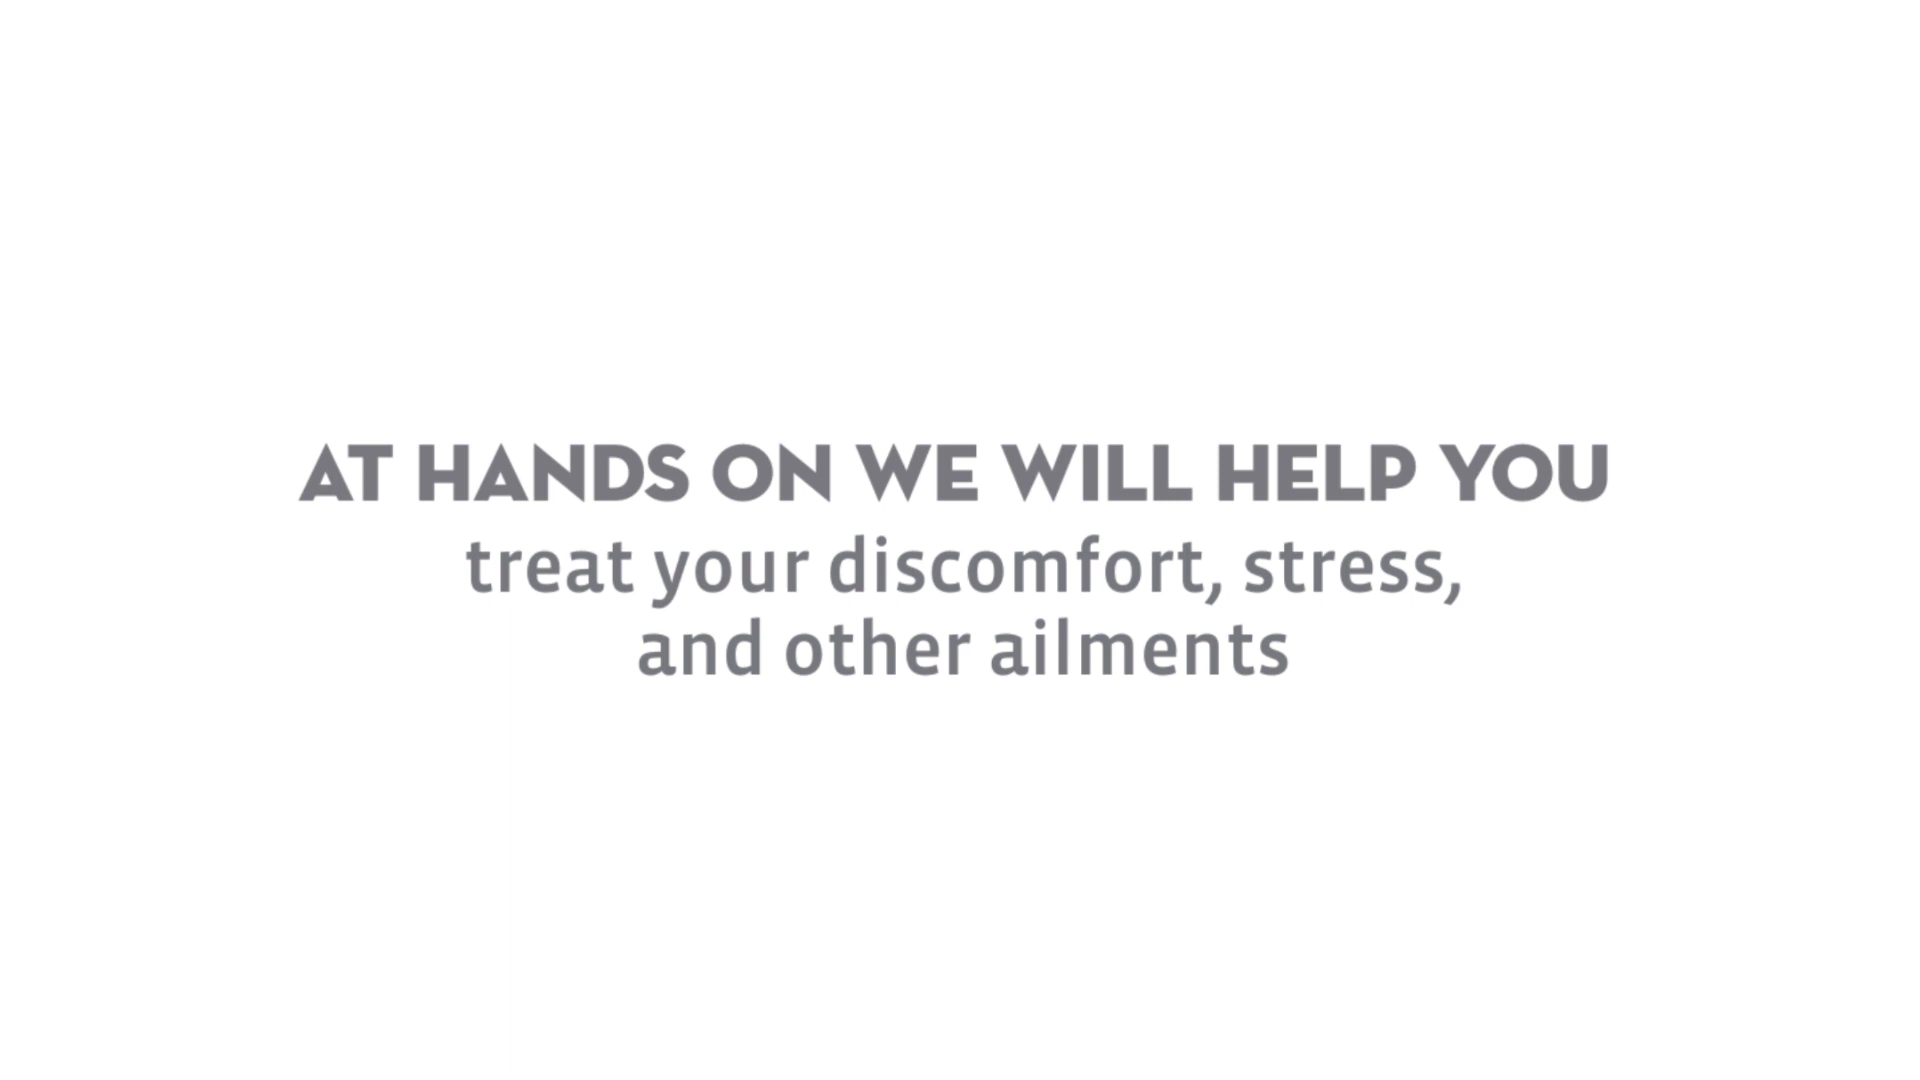 AT HANDS ON WE WILL HELP YOU
treat your discomfort, stress,
and other ailments